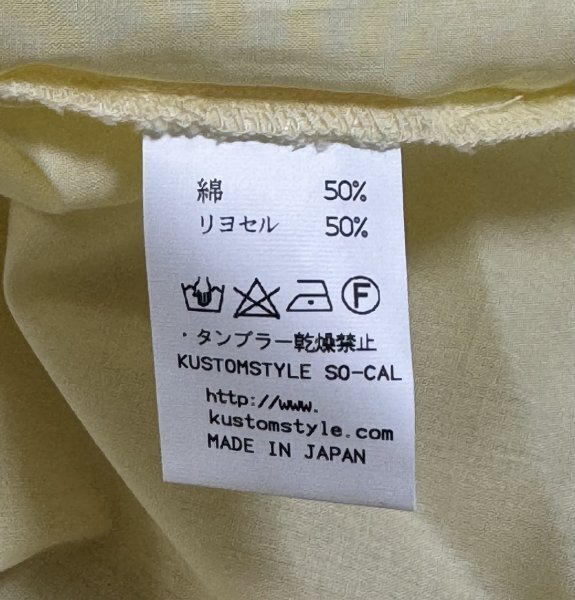 綿 50%
リヨセル 50%
F
・タンブラー乾燥禁止
KUSTOMSTYLE SO-CAL
http://www.
kustomstyle.com
MADE IN JAPAN